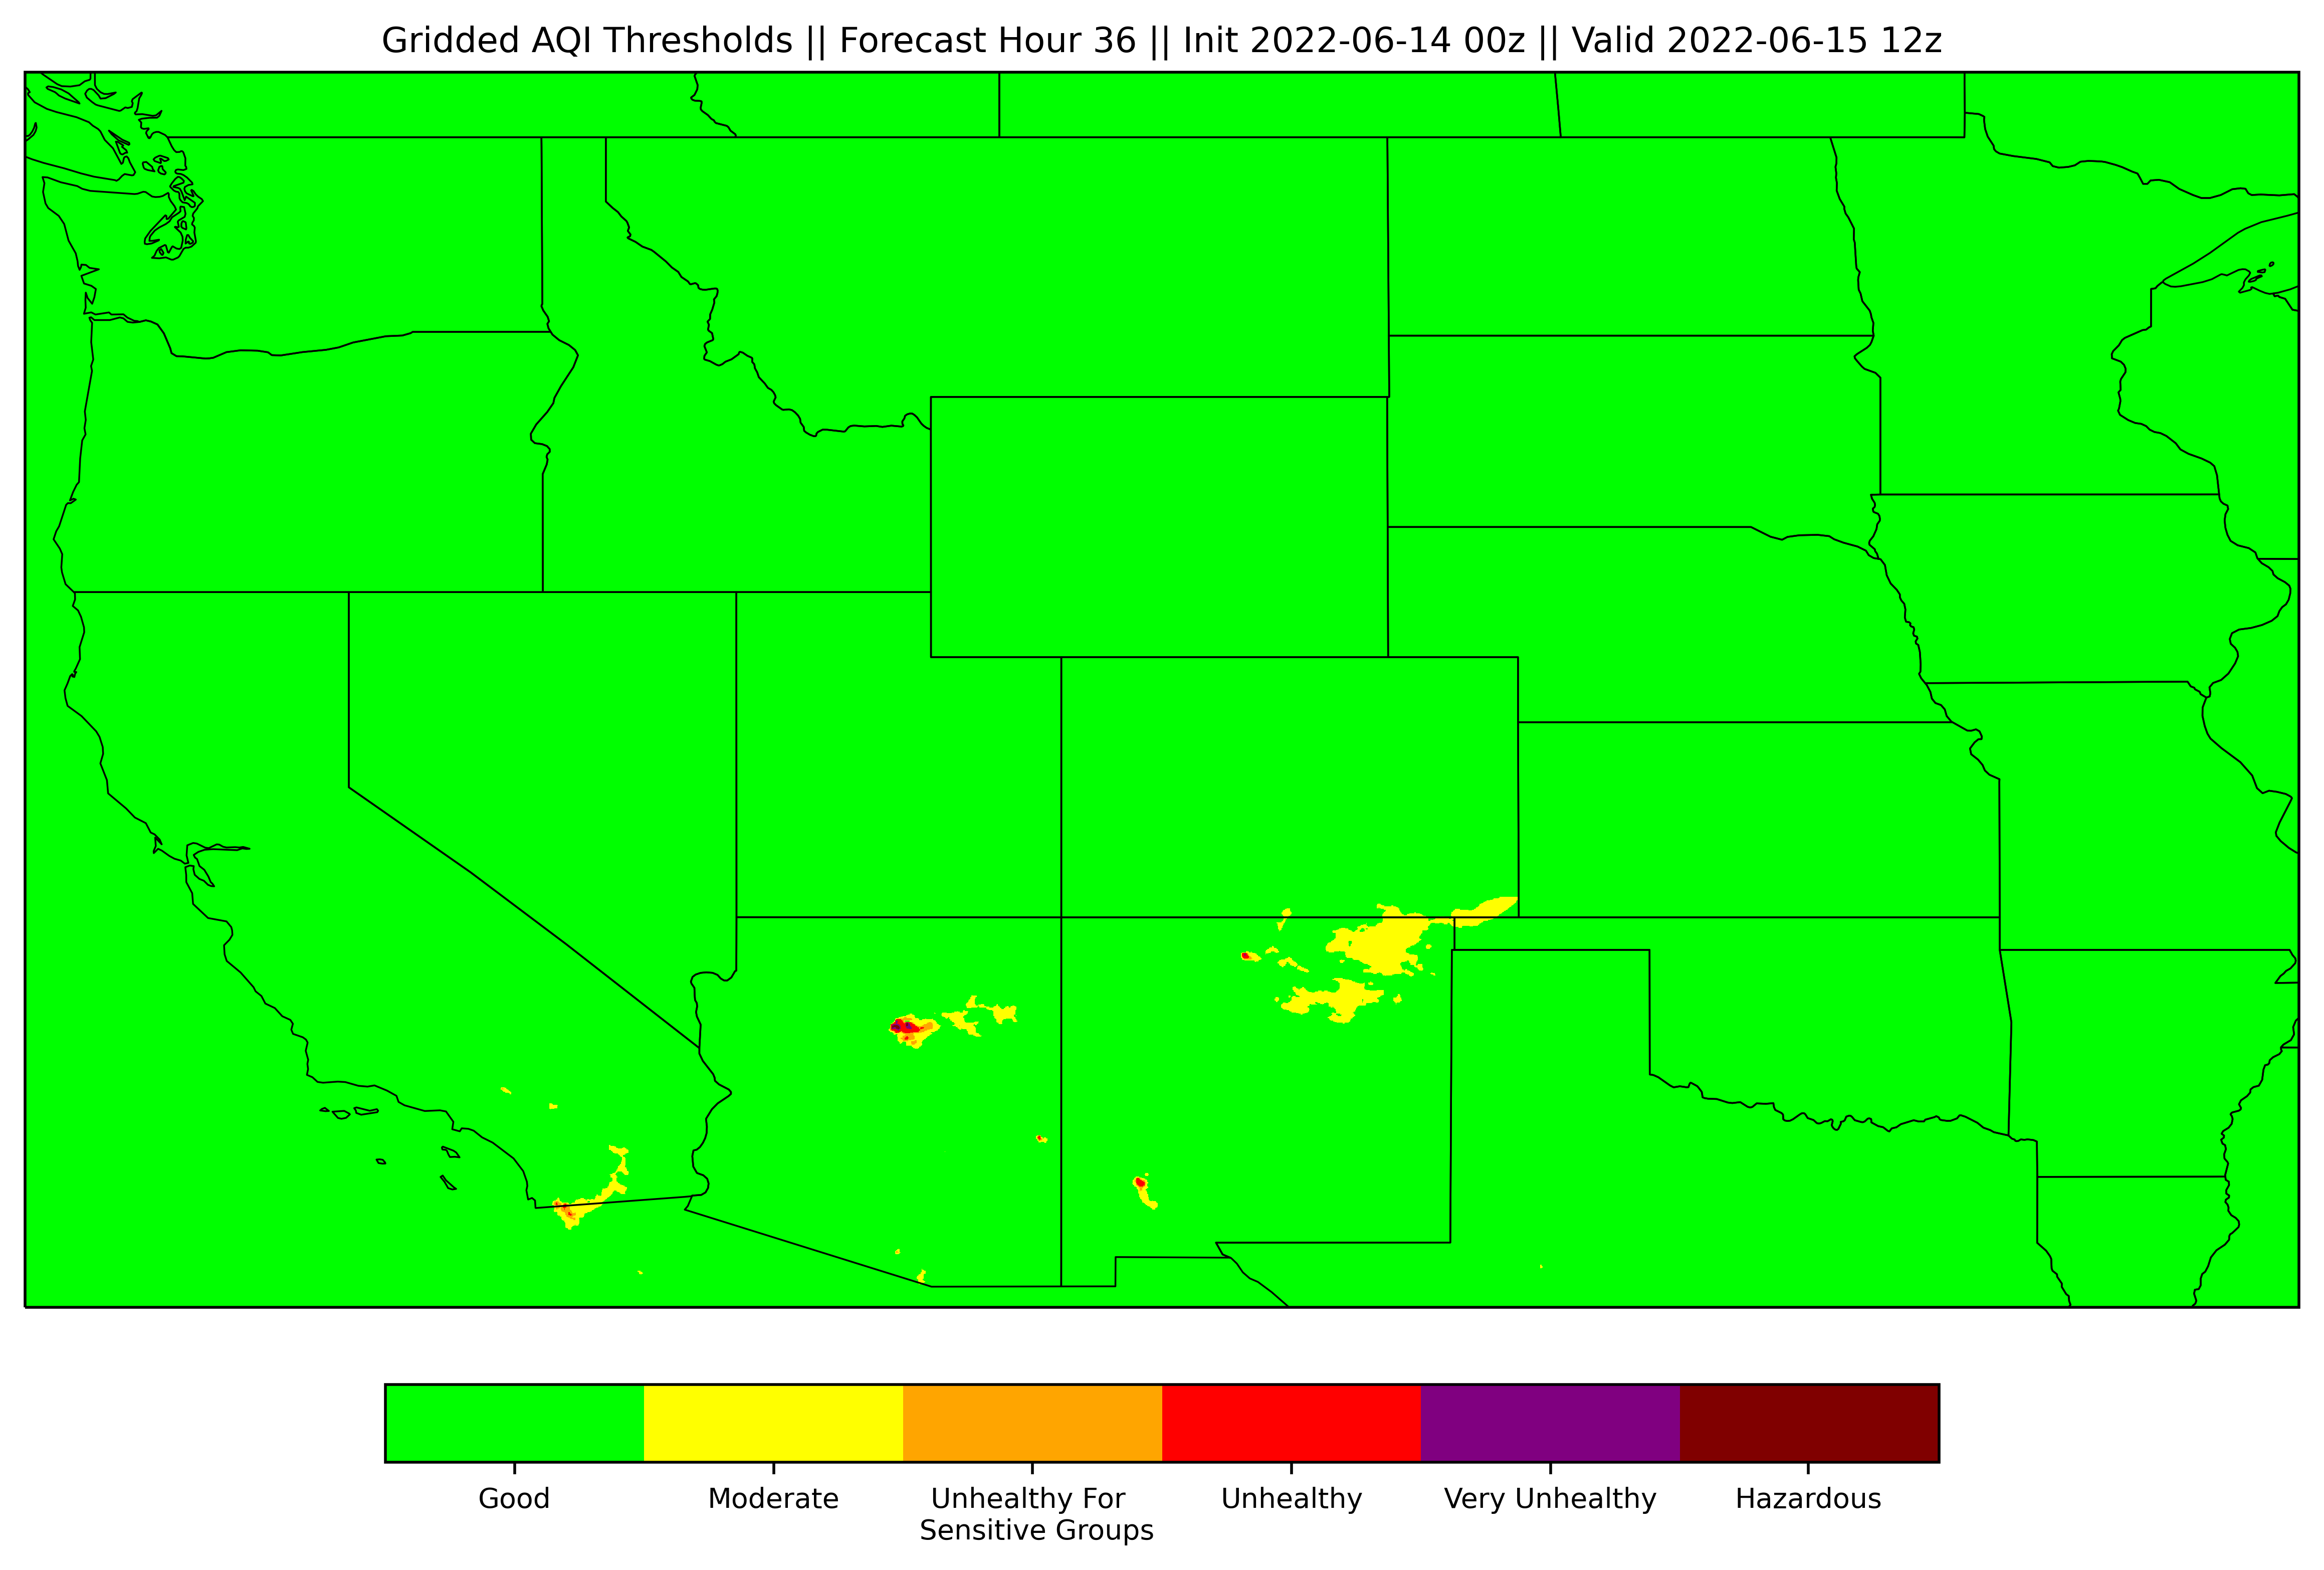 Gridded AQI Thresholds || Forecast Hour 36 || Init 2022-06-14 00z || Valid 2022-06-15 12z
Good Moderate Unhealthy For Unhealthy Very Unhealthy Hazardous
Sensitive Groups